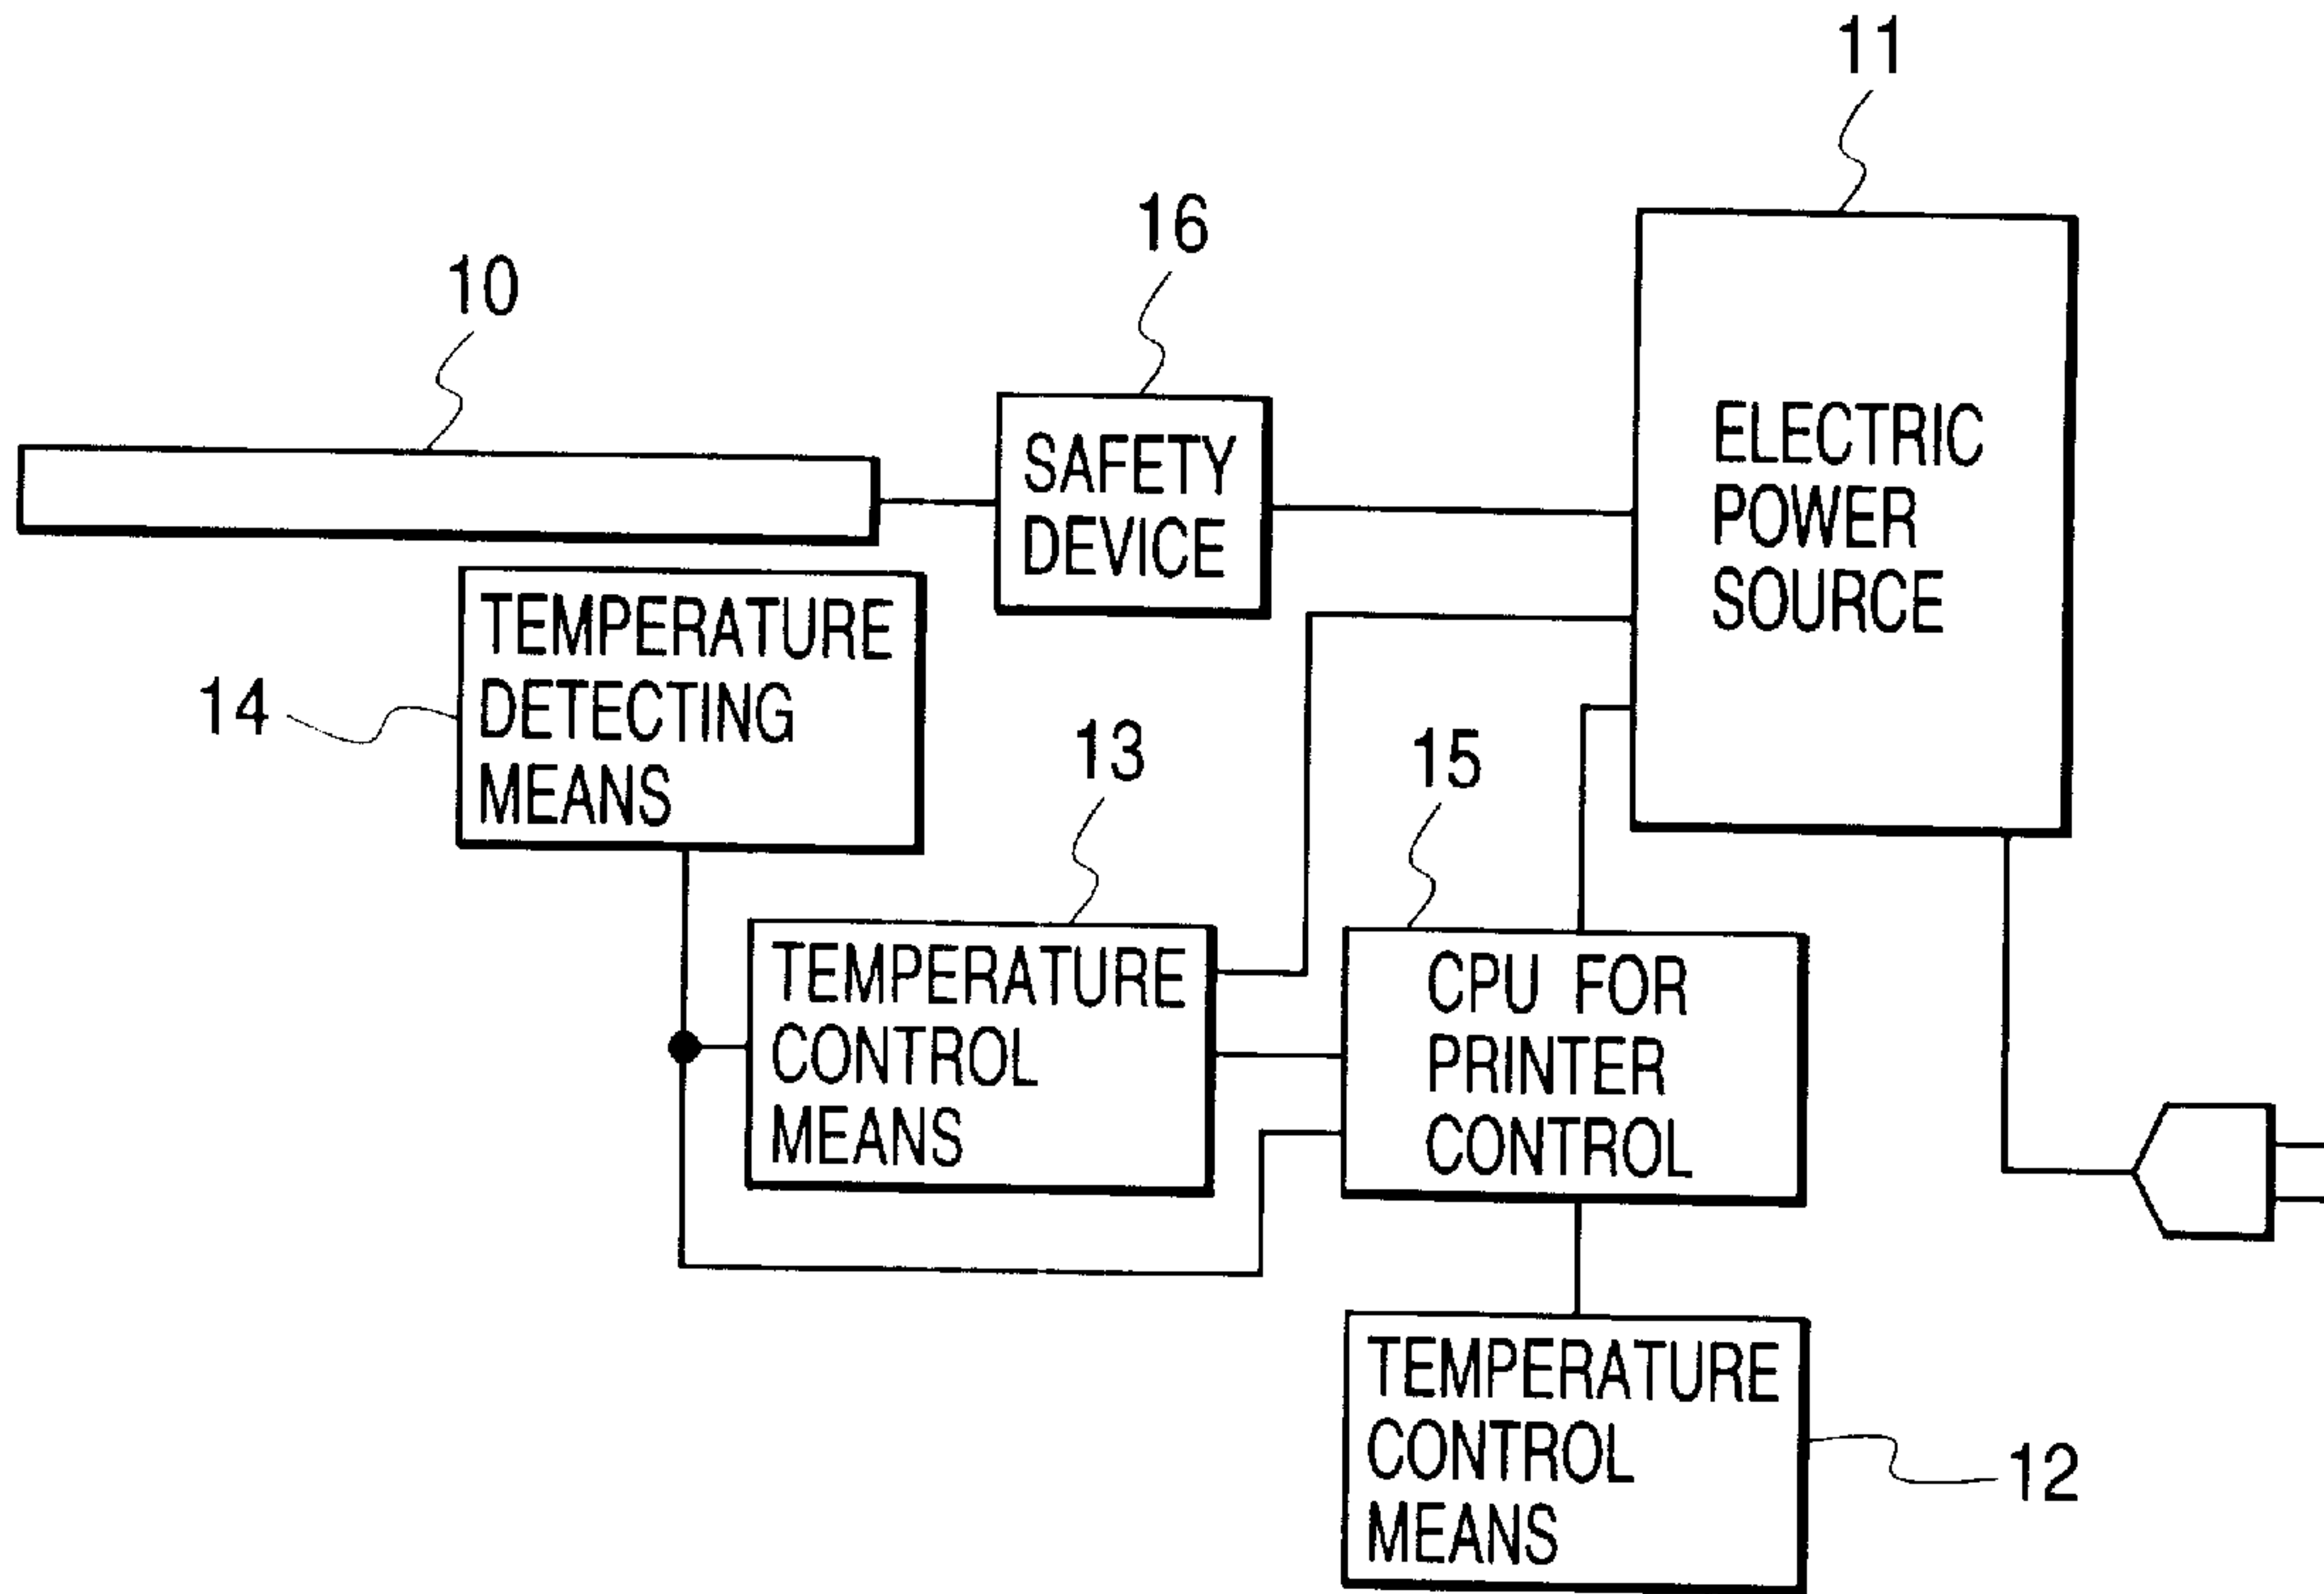 11
16
10
ELECTRIC
POWER
SOURCE
SAFETY
DEVICE
TEMPERATURE
DETECTING
MEANS
14
13
15
TEMPERATURE
CONTROL
MEANS
CPU FOR
PRINTER
CONTROL
TEMPERATURE
CONTROL
MEANS
12